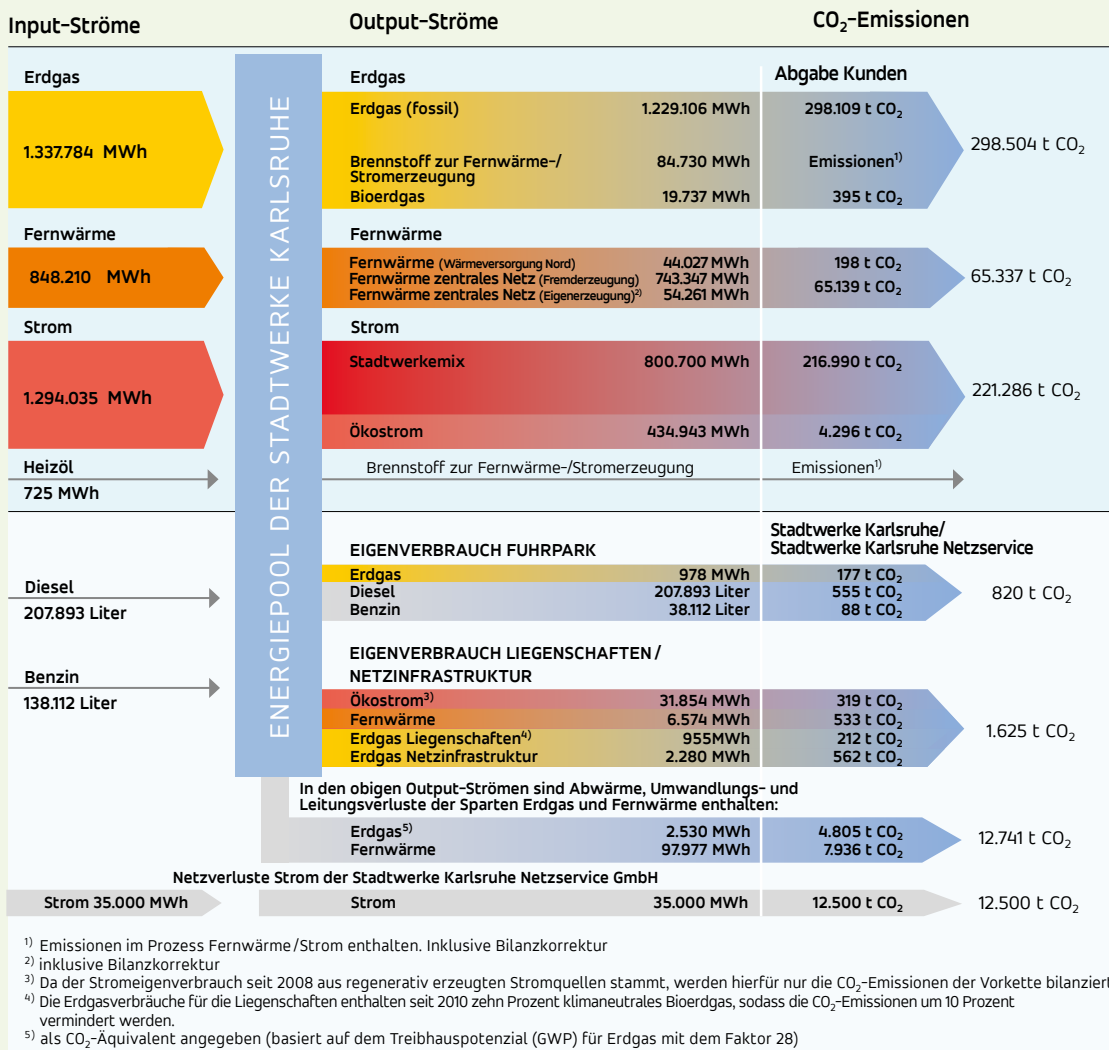 Input-Ströme
Output-Ströme
CO₂-Emissionen
Erdgas
1.337.784 MWh
Fernwärme
848.210 MWh
Strom
1.294.035 MWh
Heizöl
725 MWh
Diesel
207.893 Liter
Benzin
138.112 Liter
ENERGIEPOOL DER STADTWERKE KARLSRUHE
Erdgas
Abgabe Kunden
Erdgas (fossil) 1.229.106 MWh 298.109 t CO₂
298.504 t CO₂
Brennstoff zur Fernwärme-/
Stromerzeugung 84.730 MWh Emissionen¹⁾
Bioerdgas 19.737 MWh 395 t CO₂
Fernwärme
Fernwärme (Wärmeversorgung Nord) 44.027 MWh 198 t CO₂
Fernwärme zentrales Netz (Fremderzeugung) 743.347 MWh
65.139 t CO₂
65.337 t CO₂
Fernwärme zentrales Netz (Eigenerzeugung)²⁾ 54.261 MWh
Strom
Stadtwerkemix 800.700 MWh 216.990 t CO₂
221.286 t CO₂
Ökostrom 434.943 MWh 4.296 t CO₂
Brennstoff zur Fernwärme-/Stromerzeugung Emissionen¹⁾
Stadtwerke Karlsruhe/
Stadtwerke Karlsruhe Netzservice
EIGENVERBRAUCH FUHRPARK
Erdgas 978 MWh 177 t CO₂
Diesel 207.893 Liter 555 t CO₂ 820 t CO₂
Benzin 38.112 Liter 88 t CO₂
EIGENVERBRAUCH LIEGENSCHAFTEN/
NETZINFRASTRUKTUR
Ökostrom³⁾ 31.854 MWh 319 t CO₂
Fernwärme 6.574 MWh 533 t CO₂
1.625 t CO₂
Erdgas Liegenschaften⁴⁾ 955MWh 212 t CO₂
Erdgas Netzinfrastruktur 2.280 MWh 562 t CO₂
In den obigen Output-Strömen sind Abwärme, Umwandlungs- und
Leitungsverluste der Sparten Erdgas und Fernwärme enthalten:
Erdgas⁵⁾ 2.530 MWh 4.805 t CO₂
12.741 t CO₂
Fernwärme 97.977 MWh 7.936 t CO₂
Netzverluste Strom der Stadtwerke Karlsruhe Netzservice GmbH
Strom 35.000 MWh Strom 35.000 MWh 12.500 t CO₂ 12.500 t CO₂
¹⁾ Emissionen im Prozess Fernwärme/Strom enthalten. Inklusive Bilanzkorrektur
²⁾ inklusive Bilanzkorrektur
³⁾ Da der Stromeigenverbrauch seit 2008 aus regenerativ erzeugten Stromquellen stammt, werden hierfür nur die CO₂-Emissionen der Vorkette bilanziert
⁴⁾ Die Erdgasverbräuche für die Liegenschaften enthalten seit 2010 zehn Prozent klimaneutrales Bioerdgas, sodass die CO₂-Emissionen um 10 Prozent
vermindert werden.
⁵⁾ als CO₂-Äquivalent angegeben (basiert auf dem Treibhauspotenzial (GWP) für Erdgas mit dem Faktor 28)